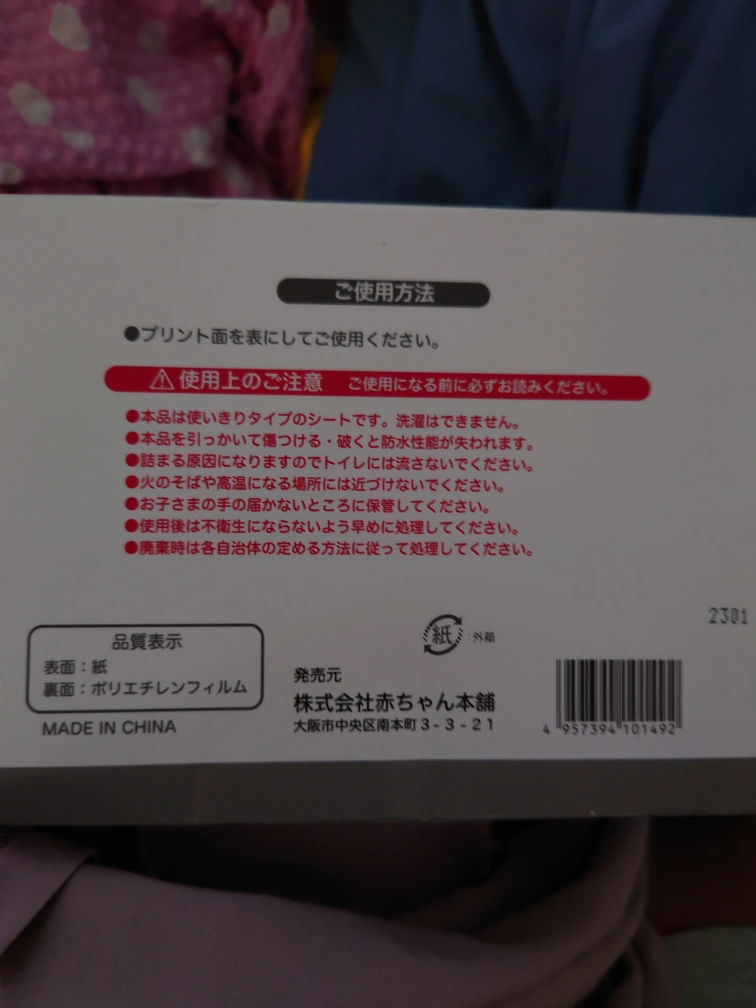 ご使用方法
●プリント面を表にしてご使用ください。
⚠ 使用上のご注意 ご使用になる前に必ずお読みください。
●本品は使いきりタイプのシートです。洗濯はできません。
●本品を引っかいて傷つける・破くと防水性能が失われます。
●詰まる原因になりますのでトイレには流さないでください。
●火のそばや高温になる場所には近づけないでください。
●お子さまの手の届かないところに保管してください。
●使用後は不衛生にならないよう早めに処理してください。
●廃棄時は各自治体の定める方法に従って処理してください。
2301
紙:外箱
品質表示
表面:紙
裏面:ポリエチレンフィルム
MADE IN CHINA
発売元
株式会社赤ちゃん本舗
大阪市中央区南本町3-3-21
4 957394 101492